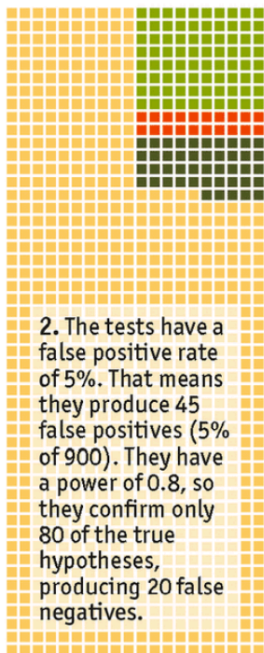 2. The tests have a
false positive rate
of 5%. That means
they produce 45
false positives (5%
of 900). They have
a power of 0.8, so
they confirm only
80 of the true
hypotheses,
producing 20 false
negatives.